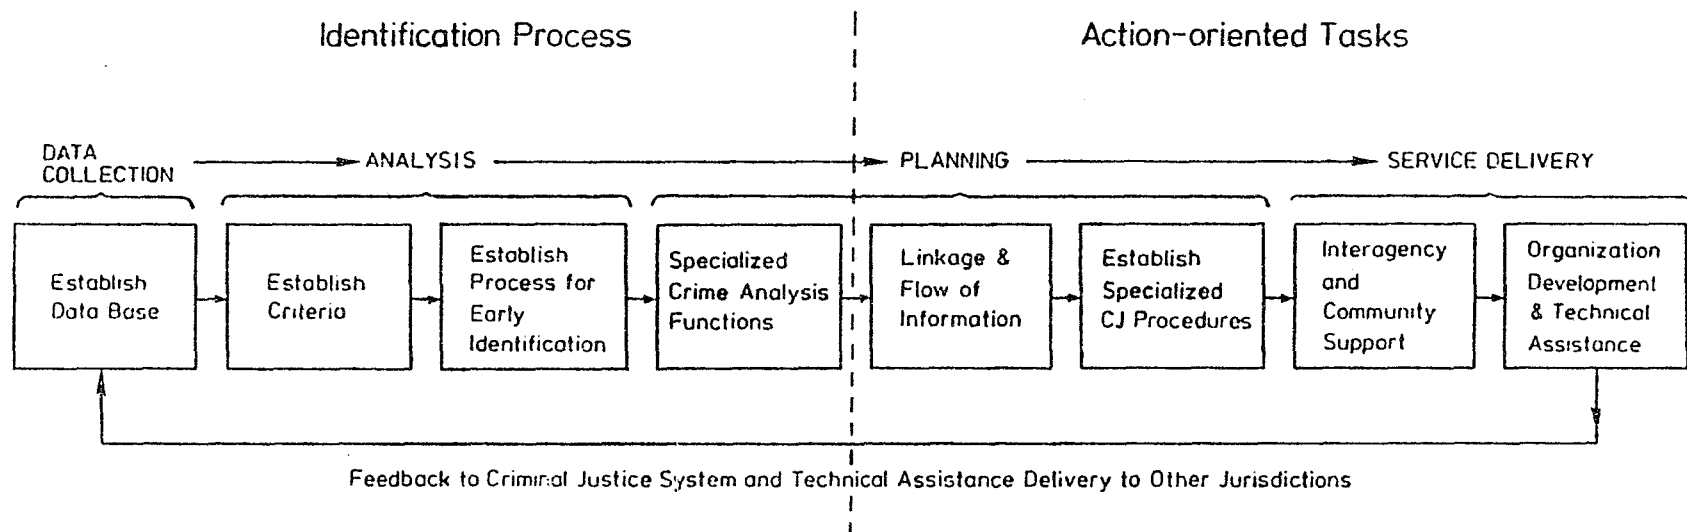 Identification Process
Action-oriented Tasks
DATA
COLLECTION
ANALYSIS
PLANNING
SERVICE DELIVERY
Establish
Data Base
Establish
Criteria
Establish
Process for
Early
Identification
Specialized
Crime Analysis
Functions
Linkage &
Flow of
Information
Establish
Specialized
CJ Procedures
Interagency
and
Community
Support
Organization
Development
& Technical
Assistance
Feedback to Criminal Justice System and Technical Assistance Delivery to Other Jurisdictions